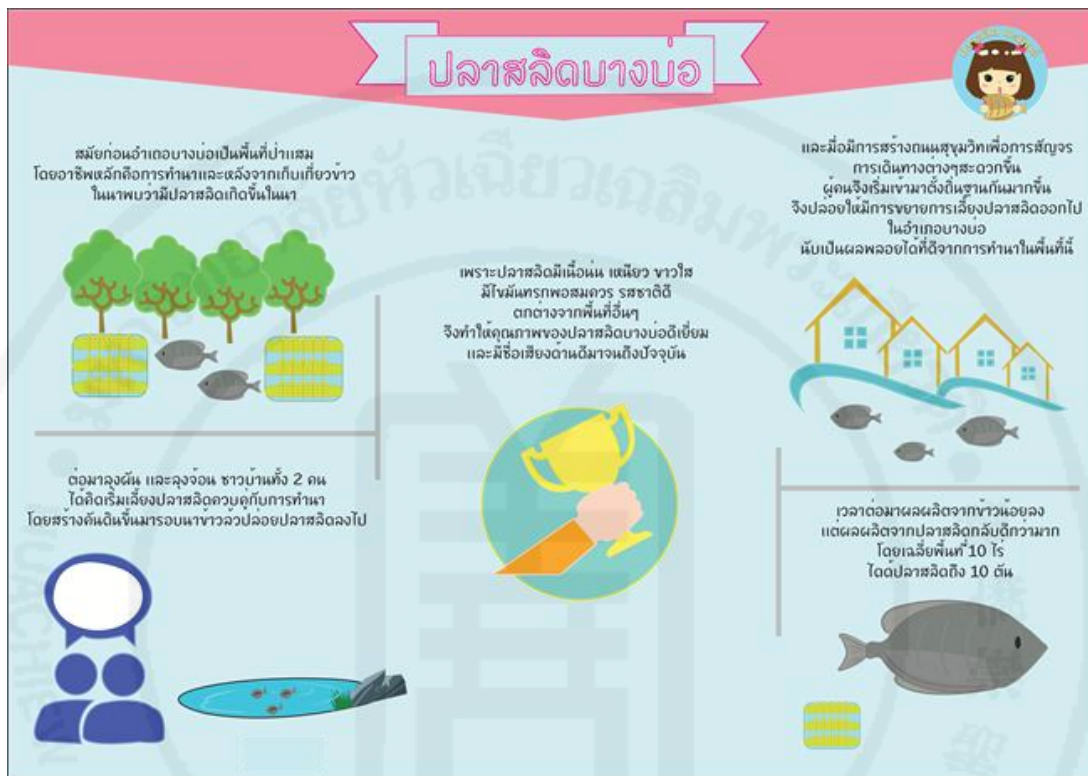 ปลาสลิดบางบ่อ
สมัยก่อนอำเภอบางบ่อเป็นพื้นที่ป่าแสม
โดยอาชีพหลักคือการทำนาและหลังจากเก็บเกี่ยวข้าว
ในนาพบว่ามีปลาสลิดเกิดขึ้นในนา
ต่อมาลุงผัน และลุงจ้อน ชาวบ้านทั้ง 2 คน
ได้คิดเริ่มเลี้ยงปลาสลิดควบคู่กับการทำนา
โดยสร้างคันดินขึ้นมารอบนาข้าวล้วปล่อยปลาสลิดลงไป
เพราะปลาสลิดมีเนื้อน่น เหนียว ขาวใส
มีไขมันทรกพอสมควร รสชาติดี
ตกต่างจากพื้นที่อื่นๆ
จึงทำให้คุณภาพของปลาสลิดบางบ่อดีเยี่ยม
และมีชื่อเสียงด้านดีมาจนถึงปัจจุบัน
และมื่อมีการสร้างถนนสุขุมวิทเพื่อการสัญจร
การเดินทางต่างๆสะดวกขึ้น
ผู้คนจึงเริ่มเข้ามาตั้งถิ่นฐานกันมากขึ้น
จึงปล่อยให้มีการขยายการเลี้ยงปลาสลิดออกไป
ในอำเภอบางบ่อ
นับเป็นผลพลอยได้ที่ดีจากการทำนาในพื้นที่นี้
เวลาต่อมาผลผลิตจากข้าวน้อยลง
แต่ผลผลิตจากปลาสลิดกลับดีกว่ามาก
โดยเฉลี่ยพื้นที่ 10 ไร่
ได้ปลาสลิดถึง 10 ตัน